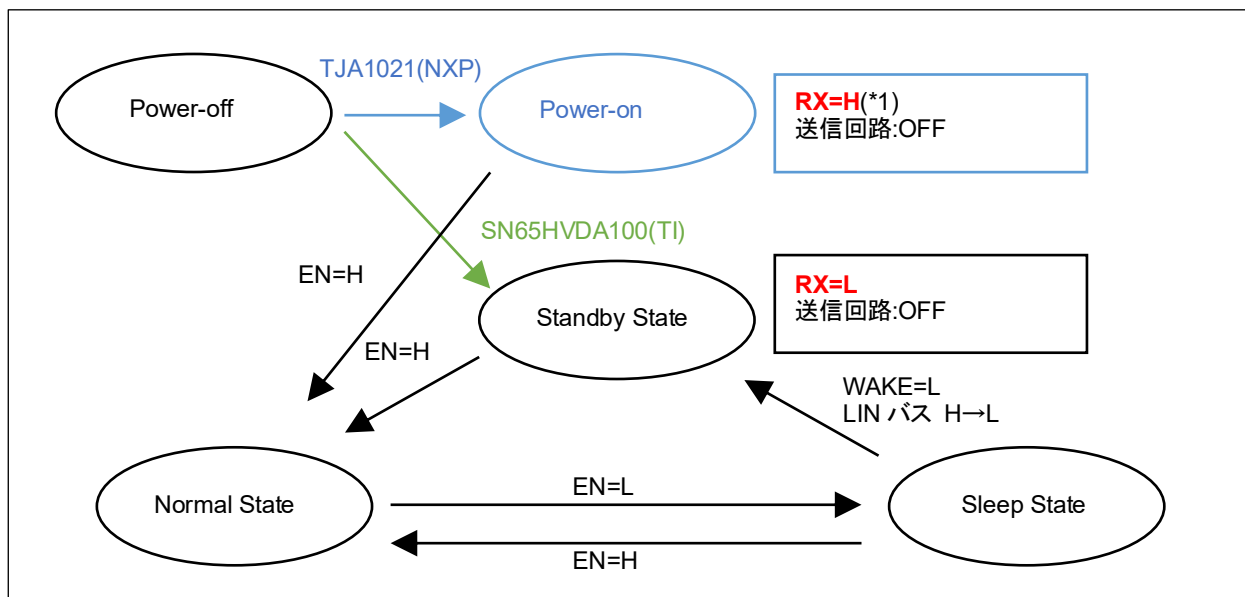 TJA1021(NXP)
Power-off
Power-on
RX=H(*1)
送信回路:OFF
SN65HVDA100(TI)
EN=H
Standby State
RX=L
送信回路:OFF
EN=H
WAKE=L
LIN バス H→L
Normal State
EN=L
Sleep State
EN=H